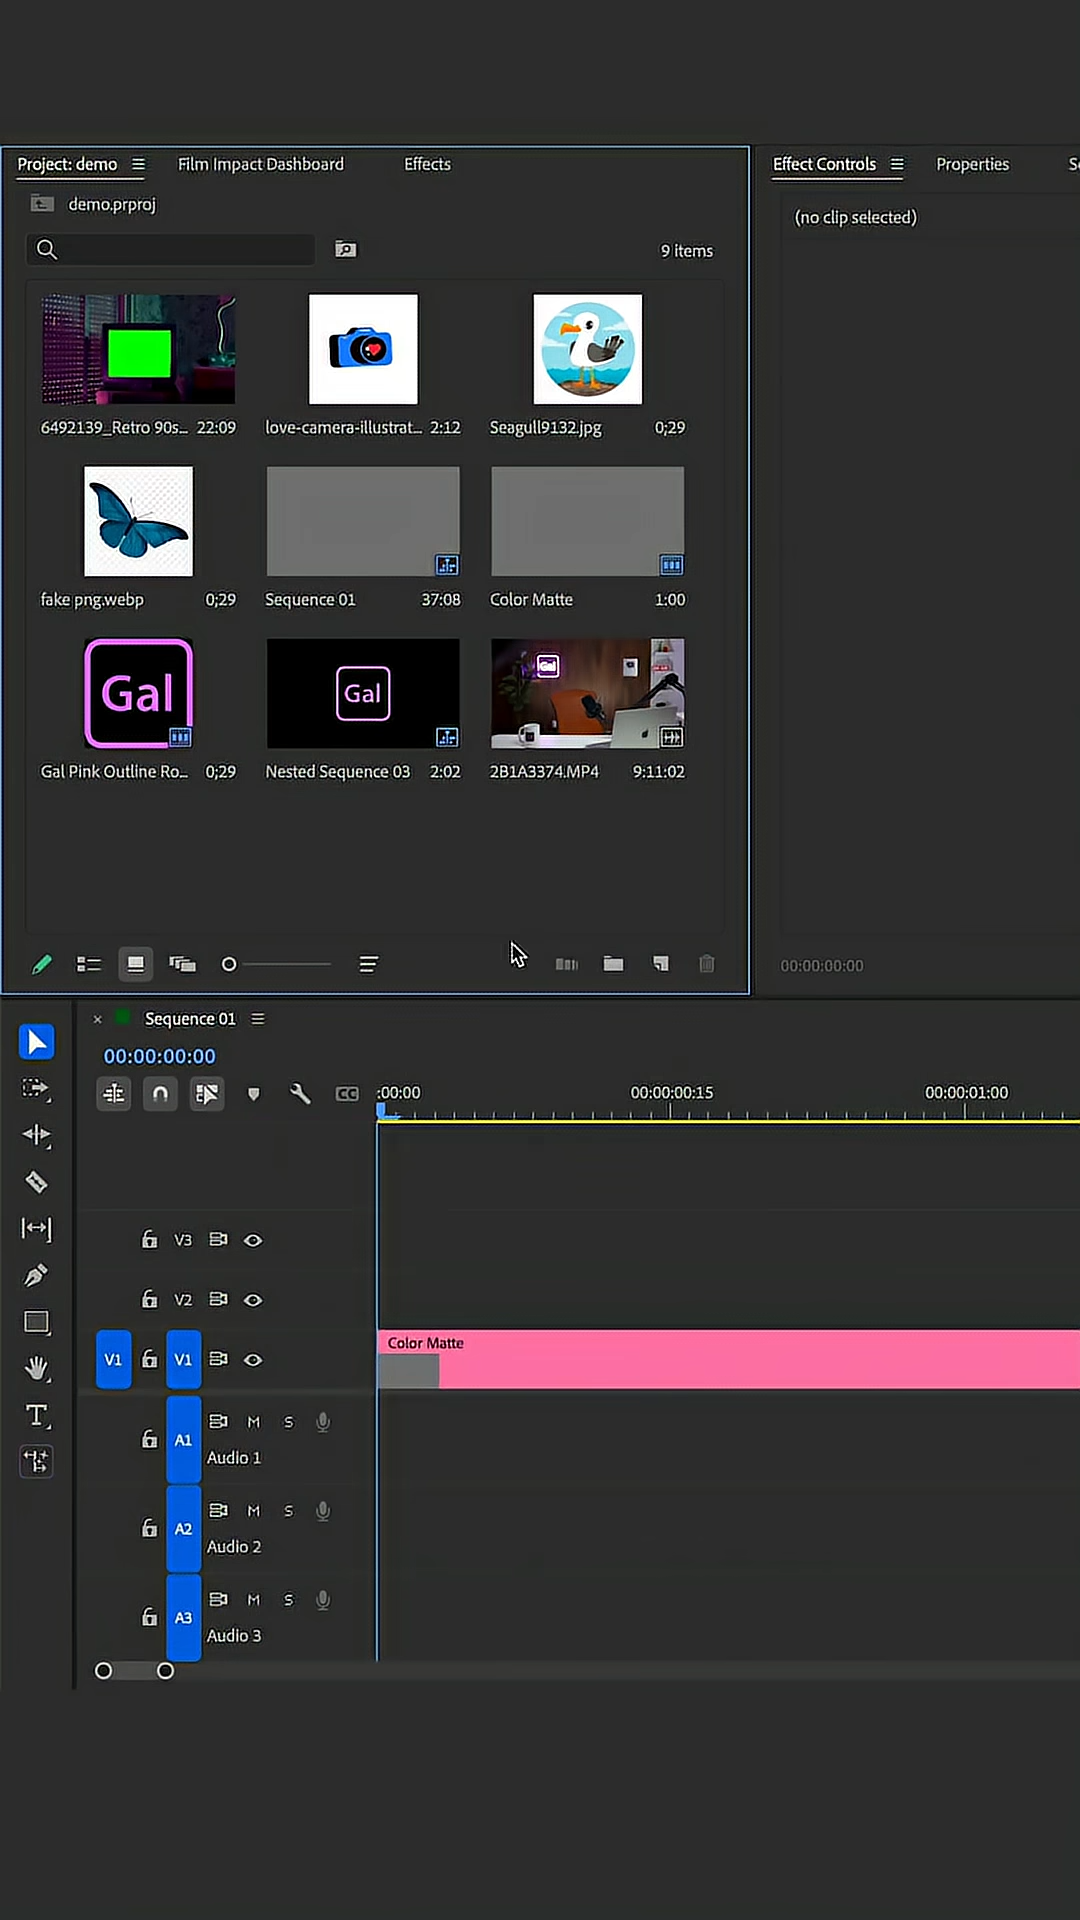 Project: demo
Film Impact Dashboard
Effects
Effect Controls
Properties
demo.prproj
(no clip selected)
9 items
6492139_Retro 90s... 22:09
love-camera-illustrat... 2:12
Seagull9132.jpg 0;29
fake png.webp 0;29
Sequence 01 37:08
Color Matte 1:00
Gal
Gal
Gal
Gal Pink Outline Ro... 0;29
Nested Sequence 03 2:02
2B1A3374.MP4 9:11:02
00:00:00:00
× Sequence 01
00:00:00:00
CC
:00:00
00:00:00:15
00:00:01:00
V3
V2
V1 V1
Color Matte
A1 M S
Audio 1
A2 M S
Audio 2
A3 M S
Audio 3
T